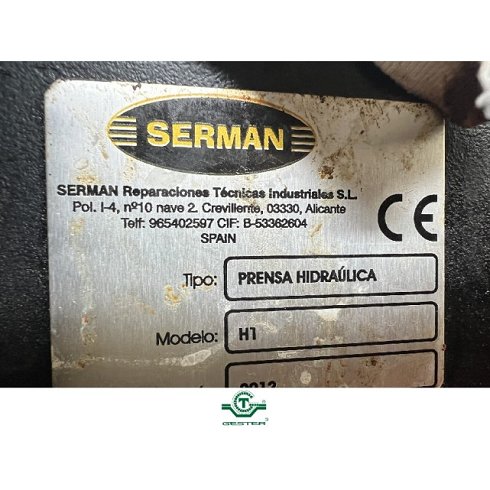 SERMAN
SERMAN Reparaciones Técnicas Industriales S.L.
Pol. I-4, nº10 nave 2. Crevillente, 03330, Alicante
Telf: 965402597 CIF: B-53362604
SPAIN
CE
Tipo: PRENSA HIDRAÚLICA
Modelo: H1
GESTER